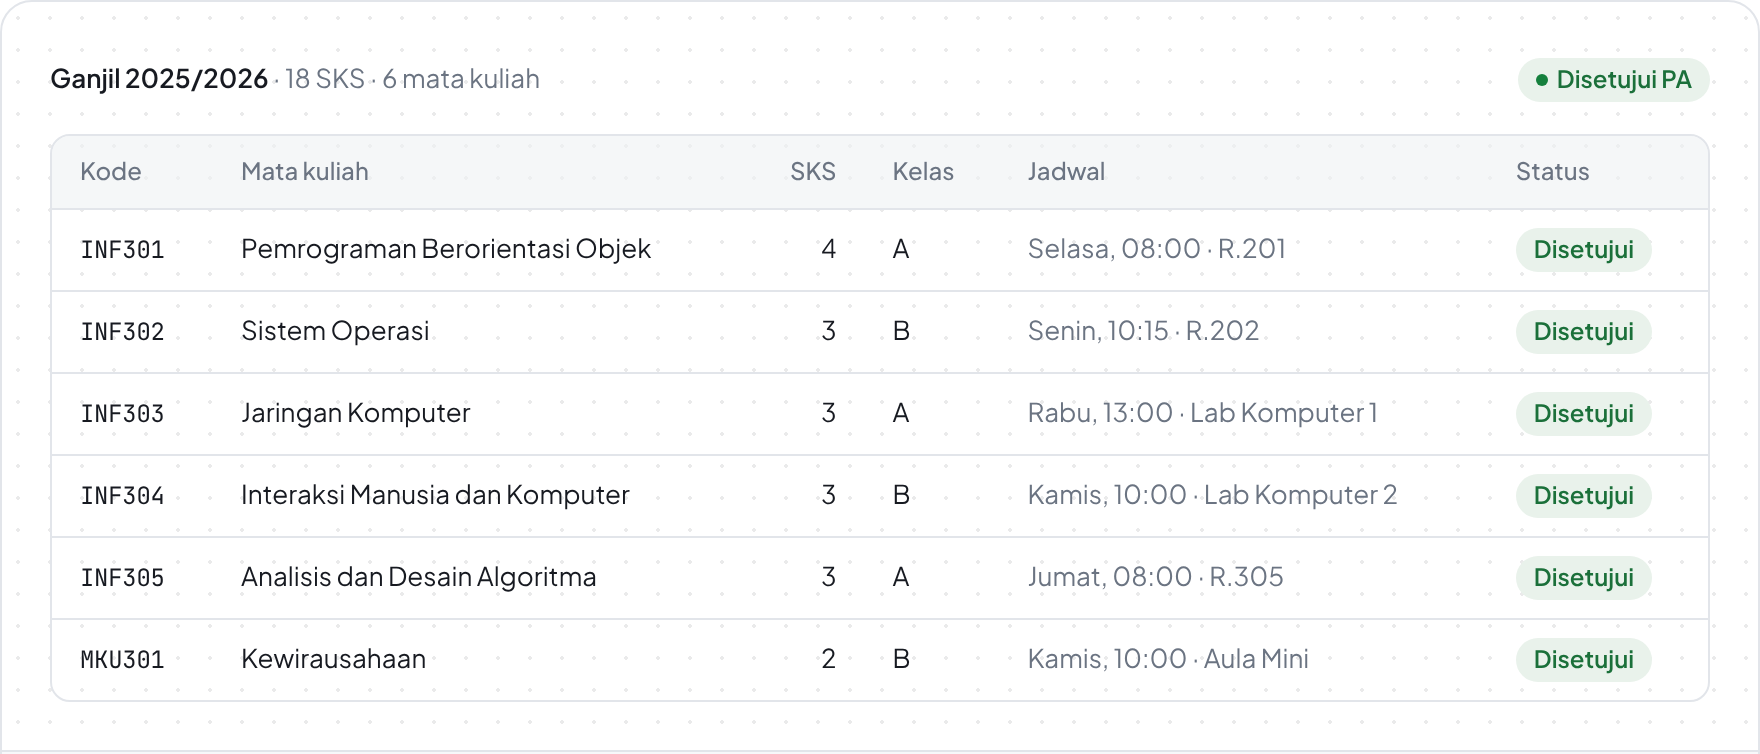 Ganjil 2025/2026 · 18 SKS · 6 mata kuliah
Disetujui PA
Kode Mata kuliah SKS Kelas Jadwal Status
INF301 Pemrograman Berorientasi Objek 4 A Selasa, 08:00 · R.201 Disetujui
INF302 Sistem Operasi 3 B Senin, 10:15 · R.202 Disetujui
INF303 Jaringan Komputer 3 A Rabu, 13:00 · Lab Komputer 1 Disetujui
INF304 Interaksi Manusia dan Komputer 3 B Kamis, 10:00 · Lab Komputer 2 Disetujui
INF305 Analisis dan Desain Algoritma 3 A Jumat, 08:00 · R.305 Disetujui
MKU301 Kewirausahaan 2 B Kamis, 10:00 · Aula Mini Disetujui